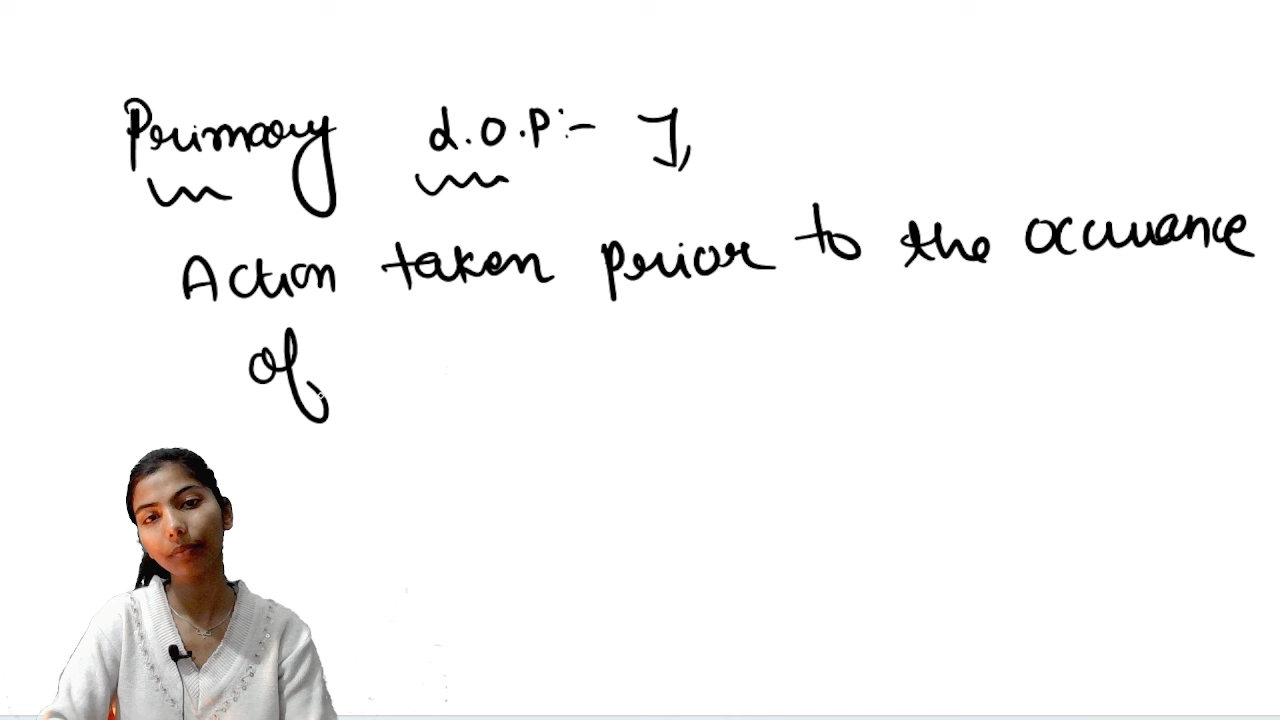 Primary d.O.P:- J,
Action taken prior to the occurance
of